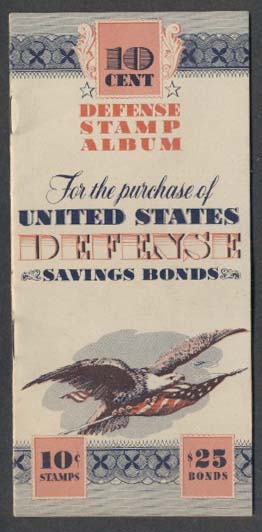 10
CENT
DEFENSE
STAMP
ALBUM
For the purchase of
UNITED STATES
DEFENSE
SAVINGS BONDS
10¢
STAMPS
$25
BONDS